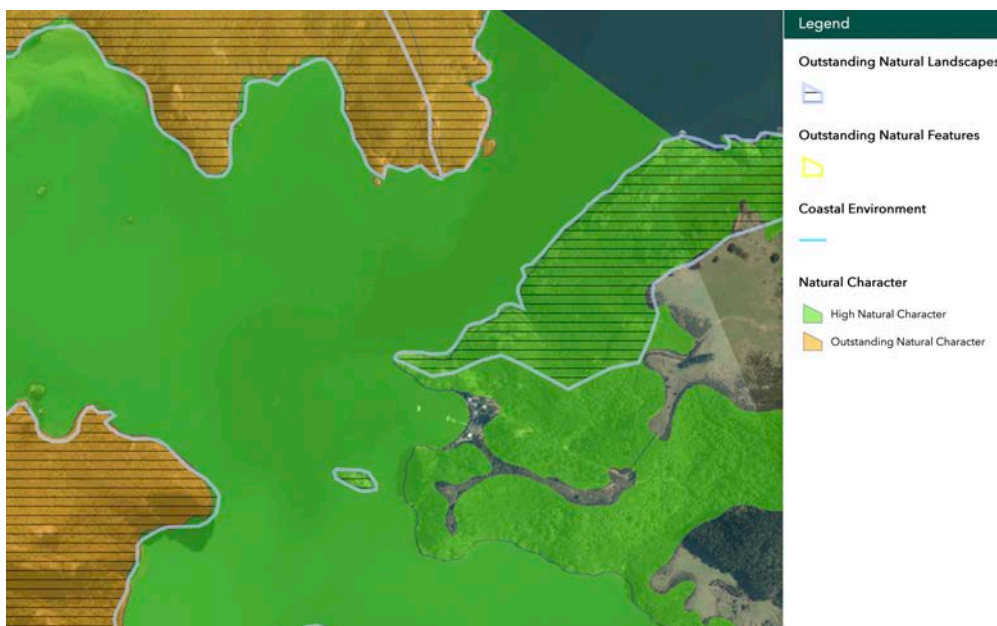 Legend
Outstanding Natural Landscapes
Outstanding Natural Features
Coastal Environment
Natural Character
High Natural Character
Outstanding Natural Character